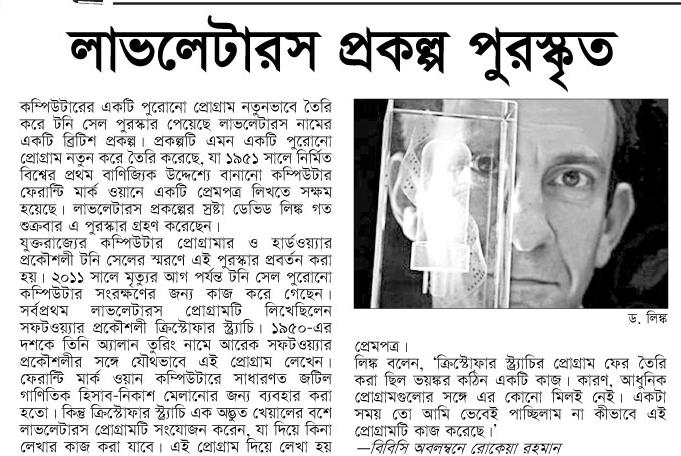 লাভলেটারস প্রকল্প পুরস্কৃত
কম্পিউটারের একটি পুরোনো প্রোগ্রাম নতুনভাবে তৈরি
করে টনি সেল পুরস্কার পেয়েছে লাভলেটারস নামের
একটি ব্রিটিশ প্রকল্প। প্রকল্পটি এমন একটি পুরোনো
প্রোগ্রাম নতুন করে তৈরি করেছে, যা ১৯৫১ সালে নির্মিত
বিশ্বের প্রথম বাণিজ্যিক উদ্দেশ্যে বানানো কম্পিউটার
ফেরান্টি মার্ক ওয়ানে একটি প্রেমপত্র লিখতে সক্ষম
হয়েছে। লাভলেটারস প্রকল্পের স্রষ্টা ডেভিড লিঙ্ক গত
শুক্রবার এ পুরস্কার গ্রহণ করেছেন।
যুক্তরাজ্যের কম্পিউটার প্রোগ্রামার ও হার্ডওয়্যার
প্রকৌশলী টনি সেলের স্মরণে এই পুরস্কার প্রবর্তন করা
হয়। ২০১১ সালে মৃত্যুর আগ পর্যন্ত টনি সেল পুরোনো
কম্পিউটার সংরক্ষণের জন্য কাজ করে গেছেন।
সর্বপ্রথম লাভলেটারস প্রোগ্রামটি লিখেছিলেন
সফটওয়্যার প্রকৌশলী ক্রিস্টোফার স্ট্র্যাচি। ১৯৫০-এর
দশকে তিনি অ্যালান তুরিং নামে আরেক সফটওয়্যার
প্রকৌশলীর সঙ্গে যৌথভাবে এই প্রোগ্রাম লেখেন।
ফেরান্টি মার্ক ওয়ান কম্পিউটারে সাধারণত জটিল
গাণিতিক হিসাব-নিকাশ মেলানোর জন্য ব্যবহার করা
হতো। কিন্তু ক্রিস্টোফার স্ট্র্যাচি এক অদ্ভুত খেয়ালের বশে
লাভলেটারস প্রোগ্রামটি সংযোজন করেন, যা দিয়ে কিনা
লেখার কাজ করা যাবে। এই প্রোগ্রাম দিয়ে লেখা হয়
ড. লিঙ্ক
প্রেমপত্র।
লিঙ্ক বলেন, ‘ক্রিস্টোফার স্ট্র্যাচির প্রোগ্রাম ফের তৈরি
করা ছিল ভয়ঙ্কর কঠিন একটি কাজ। কারণ, আধুনিক
প্রোগ্রামগুলোর সঙ্গে এর কোনো মিলই নেই। একটা
সময় তো আমি ভেবেই পাচ্ছিলাম না কীভাবে এই
প্রোগ্রামটি কাজ করেছে।’
—বিবিসি অবলম্বনে রোকেয়া রহমান